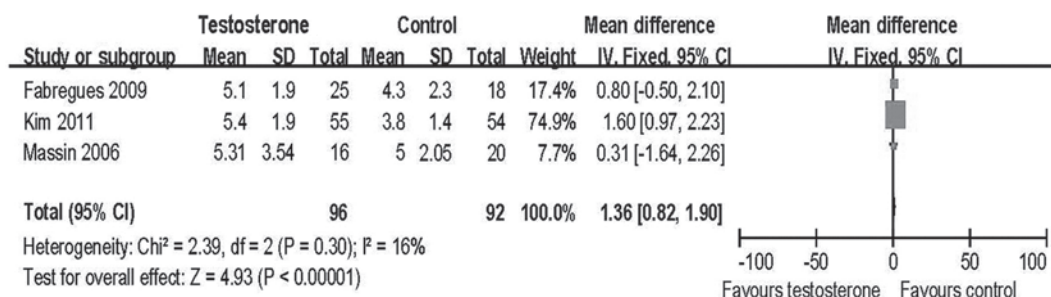 Testosterone Control Mean difference Mean difference
Study or subgroup Mean SD Total Mean SD Total Weight IV. Fixed. 95% CI IV. Fixed. 95% CI
Fabregues 2009 5.1 1.9 25 4.3 2.3 18 17.4% 0.80 [-0.50, 2.10]
Kim 2011 5.4 1.9 55 3.8 1.4 54 74.9% 1.60 [0.97, 2.23]
Massin 2006 5.31 3.54 16 5 2.05 20 7.7% 0.31 [-1.64, 2.26]
Total (95% CI) 96 92 100.0% 1.36 [0.82, 1.90]
Heterogeneity: Chi² = 2.39, df = 2 (P = 0.30); I² = 16%
Test for overall effect: Z = 4.93 (P < 0.00001)
-100 -50 0 50 100
Favours testosterone Favours control